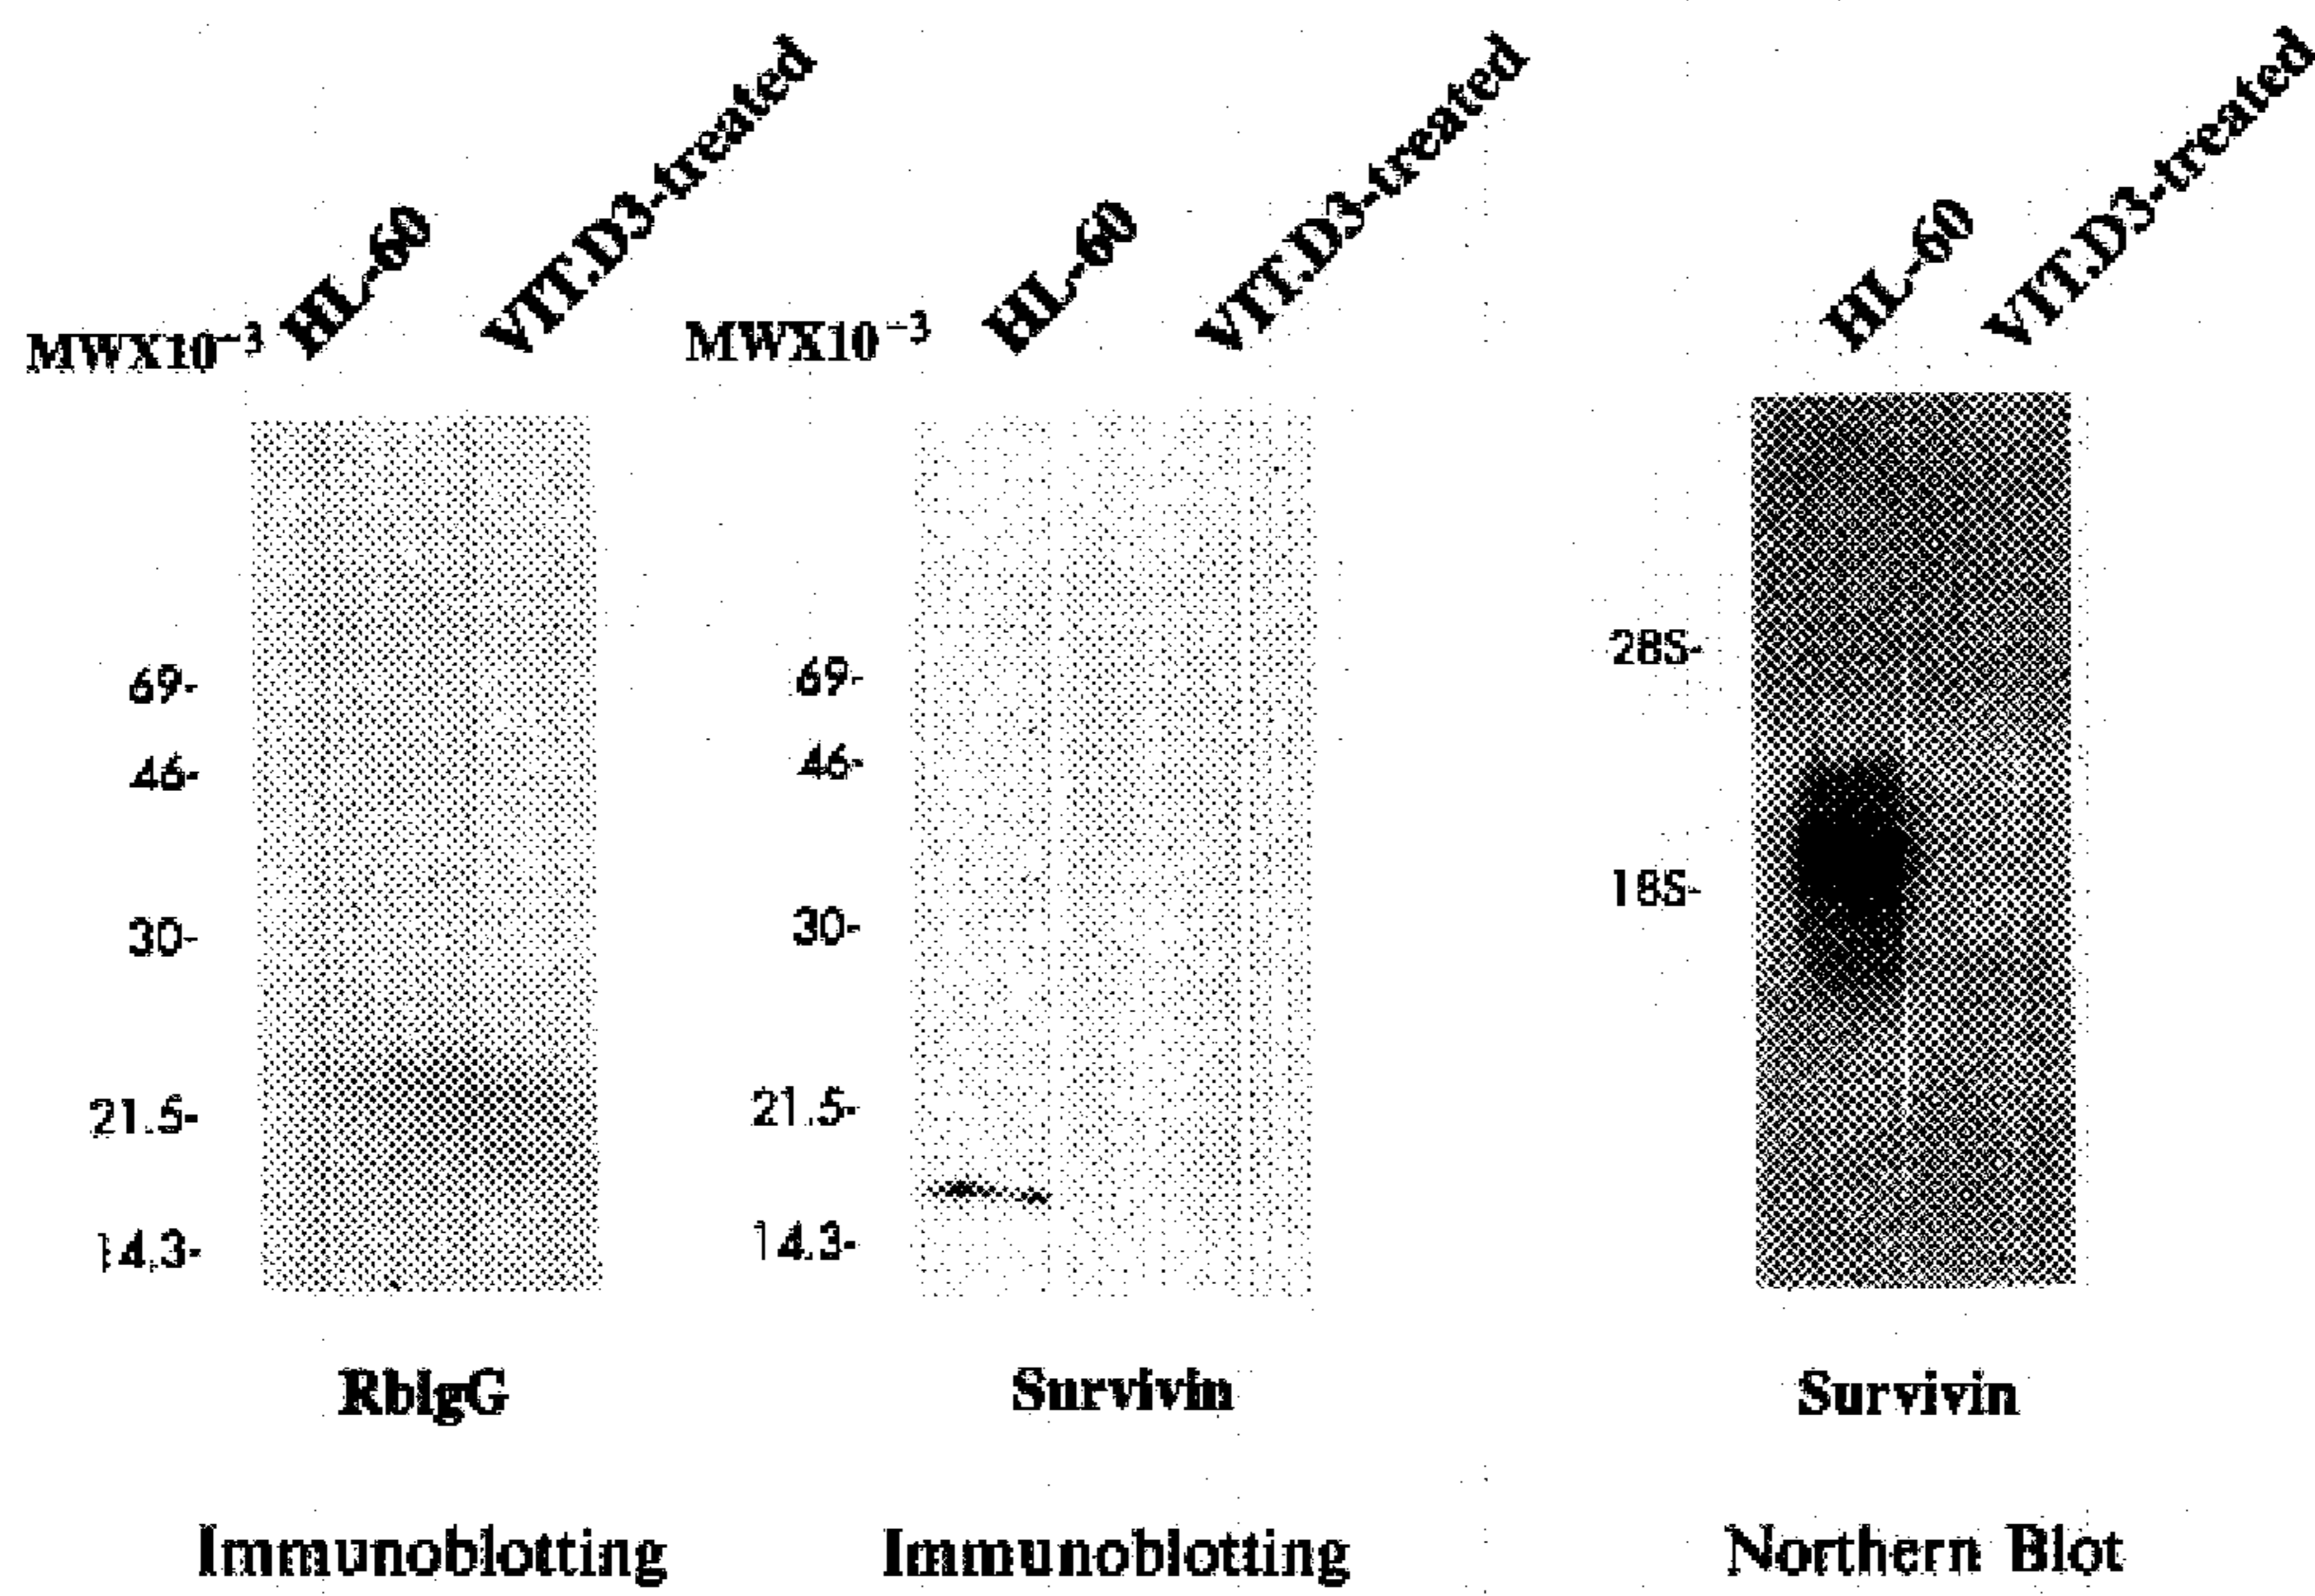 HL-60
VIT.D3-treated
MWX10⁻³
69-
46-
30-
21.5-
14.3-
RbIgG
Immunoblotting
HL-60
VIT.D3-treated
MWX10⁻³
69-
46-
30-
21.5-
14.3-
Survivin
Immunoblotting
HL-60
VIT.D3-treated
28S-
18S-
Survivin
Northern Blot